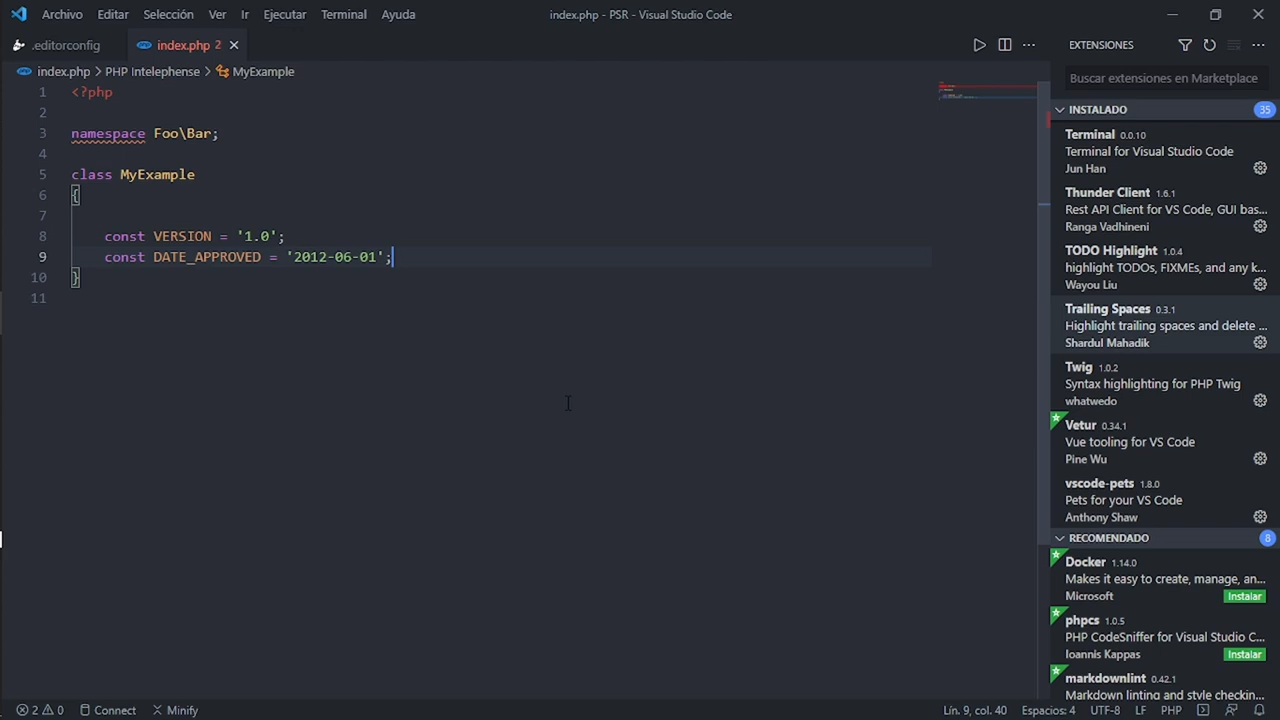 Archivo Editar Selección Ver Ir Ejecutar Terminal Ayuda index.php - PSR - Visual Studio Code
.editorconfig index.php 2
index.php > PHP Intelephense > MyExample
1 <?php
2
3 namespace Foo\Bar;
4
5 class MyExample
6 {
7
8 const VERSION = '1.0';
9 const DATE_APPROVED = '2012-06-01';
10 }
11
EXTENSIONES
Buscar extensiones en Marketplace
INSTALADO 35
Terminal 0.0.10
Terminal for Visual Studio Code
Jun Han
Thunder Client 1.6.1
Rest API Client for VS Code, GUI bas...
Ranga Vadhineni
TODO Highlight 1.0.4
highlight TODOs, FIXMEs, and any k...
Wayou Liu
Trailing Spaces 0.3.1
Highlight trailing spaces and delete ...
Shardul Mahadik
Twig 1.0.2
Syntax highlighting for PHP Twig
whatwedo
Vetur 0.34.1
Vue tooling for VS Code
Pine Wu
vscode-pets 1.8.0
Pets for your VS Code
Anthony Shaw
RECOMENDADO 8
Docker 1.14.0
Makes it easy to create, manage, an...
Microsoft Instalar
phpcs 1.0.5
PHP CodeSniffer for Visual Studio C...
Ioannis Kappas Instalar
markdownlint 0.42.1
Markdown linting and style checkin...
2 0 Connect Minify Lín. 9, col. 40 Espacios: 4 UTF-8 LF PHP